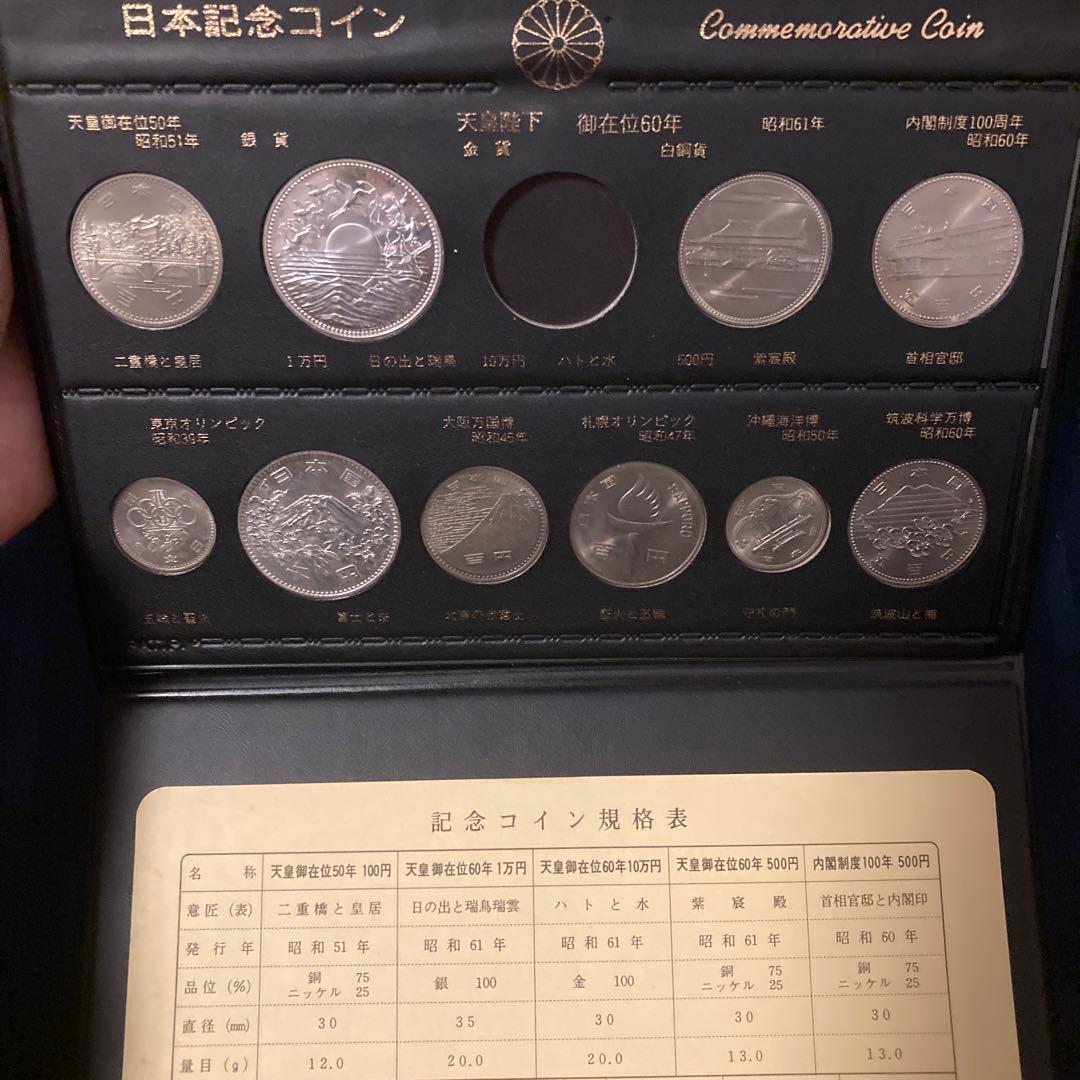 日本記念コイン
Commemorative Coin
天皇御在位50年
昭和51年
銀貨
天皇陛下 御在位60年 昭和61年
金貨
白銅貨
内閣制度100周年
昭和60年
日本国
二重橋と皇居
1万円 日の出と瑞鳥
10万円 ハトと水
500円 紫宸殿
首相官邸
東京オリンピック
昭和39年
大阪万国博
昭和45年
札幌オリンピック
昭和47年
沖縄海洋博
昭和50年
筑波科学万博
昭和60年
日本国
SAPPORO
日本国
守礼の門
筑波山と梅
記念コイン規格表
名称 天皇御在位50年 100円 天皇御在位60年 1万円 天皇御在位60年10万円 天皇御在位60年 500円 内閣制度100年 500円
意匠(表) 二重橋と皇居 日の出と瑞鳥瑞雲 ハトと水 紫宸殿 首相官邸と内閣印
発行年 昭和51年 昭和61年 昭和61年 昭和61年 昭和60年
品位(%) 銅 75 ニッケル 25 銀 100 金 100 銅 75 ニッケル 25 銅 75 ニッケル 25
直径(mm) 30 35 30 30 30
量目(g) 12.0 20.0 20.0 13.0 13.0